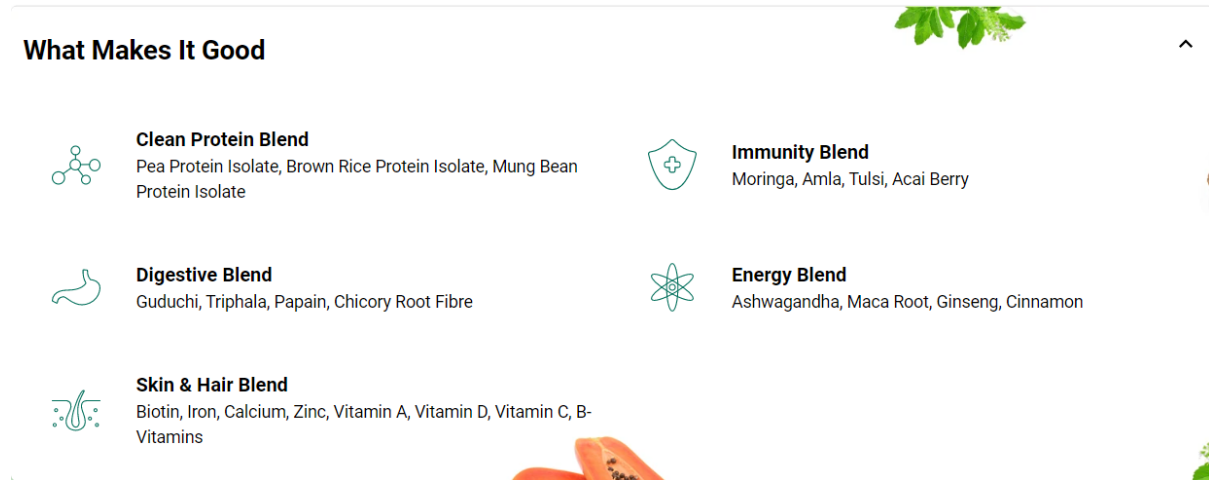 What Makes It Good
Clean Protein Blend
Pea Protein Isolate, Brown Rice Protein Isolate, Mung Bean
Protein Isolate
Immunity Blend
Moringa, Amla, Tulsi, Acai Berry
Digestive Blend
Guduchi, Triphala, Papain, Chicory Root Fibre
Energy Blend
Ashwagandha, Maca Root, Ginseng, Cinnamon
Skin & Hair Blend
Biotin, Iron, Calcium, Zinc, Vitamin A, Vitamin D, Vitamin C, B-
Vitamins